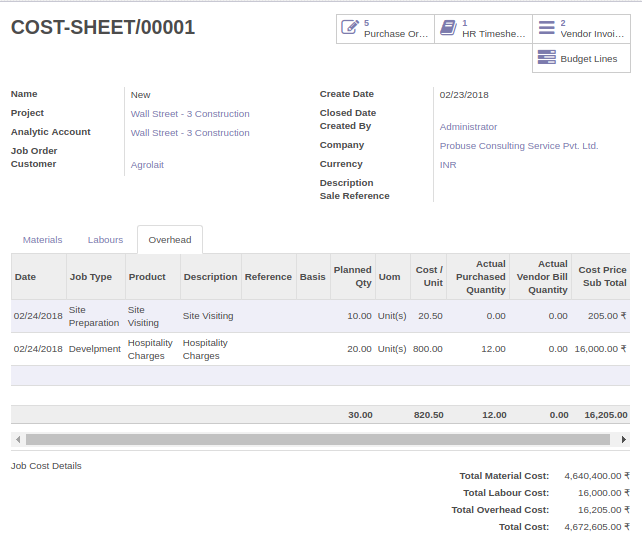 COST-SHEET/00001
5
Purchase Or...
1
HR Timeshe...
2
Vendor Invoi...
Budget Lines
Name New
Project Wall Street - 3 Construction
Analytic Account Wall Street - 3 Construction
Job Order
Customer Agrolait
Create Date 02/23/2018
Closed Date
Created By Administrator
Company Probuse Consulting Service Pvt. Ltd.
Currency INR
Description
Sale Reference
Materials Labours Overhead
Date Job Type Product Description Reference Basis Planned Qty Uom Cost / Unit Actual Purchased Quantity Actual Vendor Bill Quantity Cost Price Sub Total
02/24/2018 Site Preparation Site Visiting Site Visiting 10.00 Unit(s) 20.50 0.00 0.00 205.00 ₹
02/24/2018 Develpment Hospitality Charges Hospitality Charges 20.00 Unit(s) 800.00 12.00 0.00 16,000.00 ₹
30.00 820.50 12.00 0.00 16,205.00
Job Cost Details
Total Material Cost: 4,640,400.00 ₹
Total Labour Cost: 16,000.00 ₹
Total Overhead Cost: 16,205.00 ₹
Total Cost: 4,672,605.00 ₹